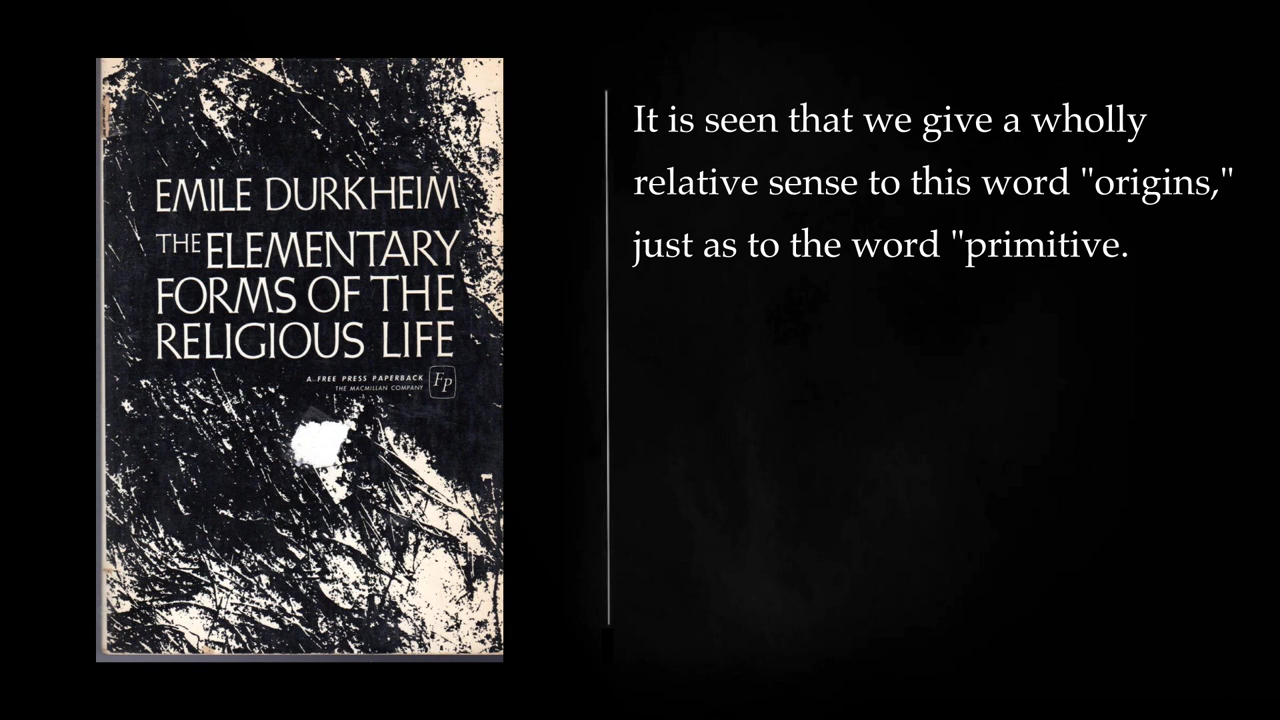 EMILE DURKHEIM
THE ELEMENTARY
FORMS OF THE
RELIGIOUS LIFE
A FREE PRESS PAPERBACK
THE MACMILLAN COMPANY
FP
It is seen that we give a wholly
relative sense to this word "origins,"
just as to the word "primitive.